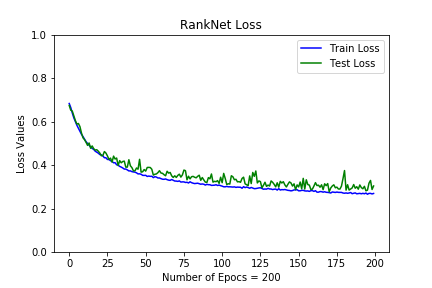 RankNet Loss
1.0
0.8
0.6
0.4
0.2
0.0
Loss Values
Train Loss
Test Loss
0 25 50 75 100 125 150 175 200
Number of Epocs = 200